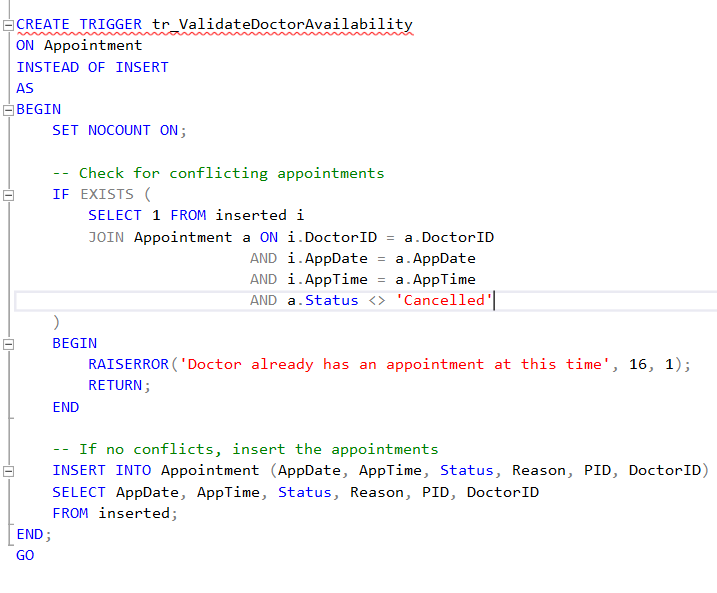 CREATE TRIGGER tr_ValidateDoctorAvailability
ON Appointment
INSTEAD OF INSERT
AS
BEGIN
    SET NOCOUNT ON;

    -- Check for conflicting appointments
    IF EXISTS (
        SELECT 1 FROM inserted i
        JOIN Appointment a ON i.DoctorID = a.DoctorID
                          AND i.AppDate = a.AppDate
                          AND i.AppTime = a.AppTime
                          AND a.Status <> 'Cancelled'
    )
    BEGIN
        RAISERROR('Doctor already has an appointment at this time', 16, 1);
        RETURN;
    END

    -- If no conflicts, insert the appointments
    INSERT INTO Appointment (AppDate, AppTime, Status, Reason, PID, DoctorID)
    SELECT AppDate, AppTime, Status, Reason, PID, DoctorID
    FROM inserted;
END;
GO